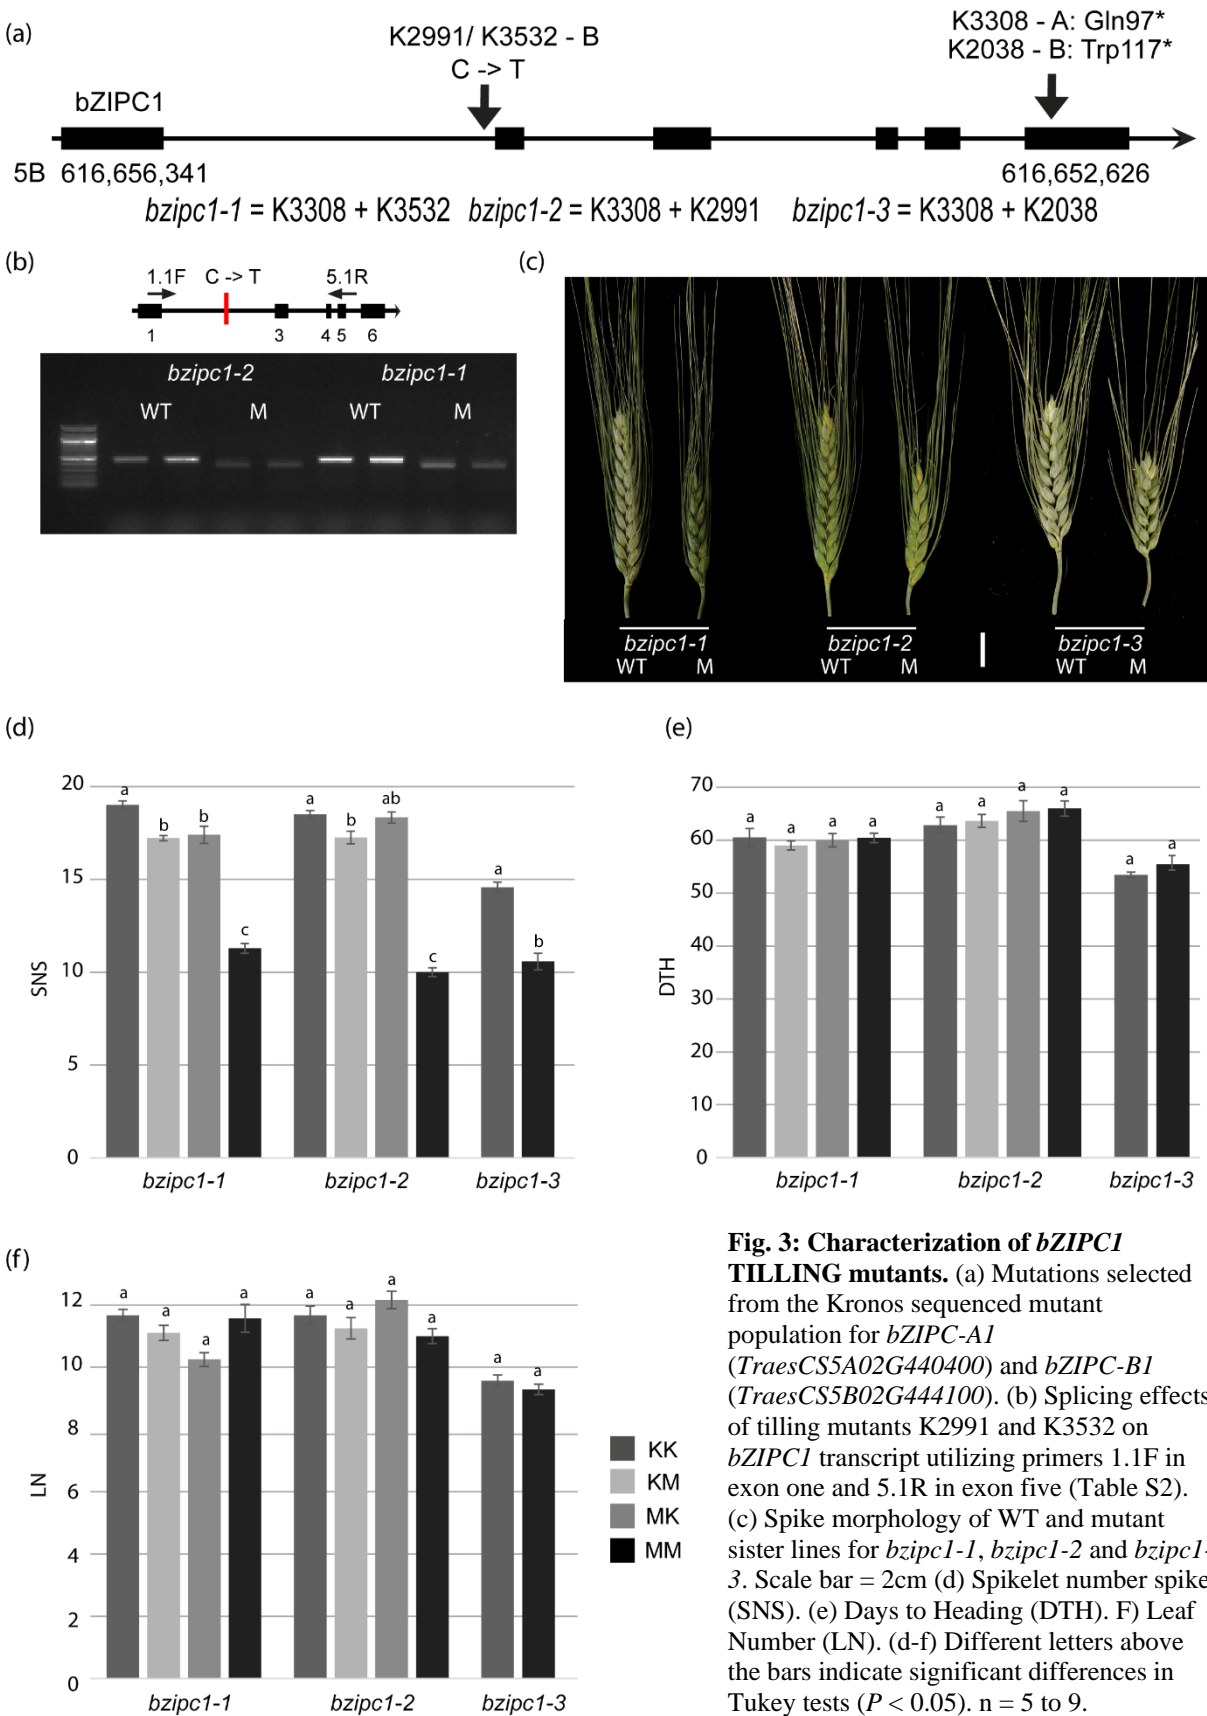 (a)
K2991/ K3532 - B
C -> T
K3308 - A: Gln97*
K2038 - B: Trp117*
bZIPC1
5B 616,656,341
616,652,626
bzipc1-1 = K3308 + K3532 bzipc1-2 = K3308 + K2991 bzipc1-3 = K3308 + K2038
(b)
1.1F C -> T 5.1R
1 3 4 5 6
bzipc1-2 bzipc1-1
WT M WT M
(c)
bzipc1-1 bzipc1-2 bzipc1-3
WT M WT M WT M
(d)
SNS
20
15
10
5
0
a b b c a b ab c a b
bzipc1-1 bzipc1-2 bzipc1-3
(e)
DTH
70
60
50
40
30
20
10
0
a a a a a a a a a a
bzipc1-1 bzipc1-2 bzipc1-3
(f)
LN
12
10
8
6
4
2
0
a a a a a a a a a a
bzipc1-1 bzipc1-2 bzipc1-3
KK
KM
MK
MM
Fig. 3: Characterization of bZIPC1
TILLING mutants. (a) Mutations selected
from the Kronos sequenced mutant
population for bZIPC-A1
(TraesCS5A02G440400) and bZIPC-B1
(TraesCS5B02G444100). (b) Splicing effects
of tilling mutants K2991 and K3532 on
bZIPC1 transcript utilizing primers 1.1F in
exon one and 5.1R in exon five (Table S2).
(c) Spike morphology of WT and mutant
sister lines for bzipc1-1, bzipc1-2 and bzipc1-
3. Scale bar = 2cm (d) Spikelet number spike
(SNS). (e) Days to Heading (DTH). F) Leaf
Number (LN). (d-f) Different letters above
the bars indicate significant differences in
Tukey tests (P < 0.05). n = 5 to 9.